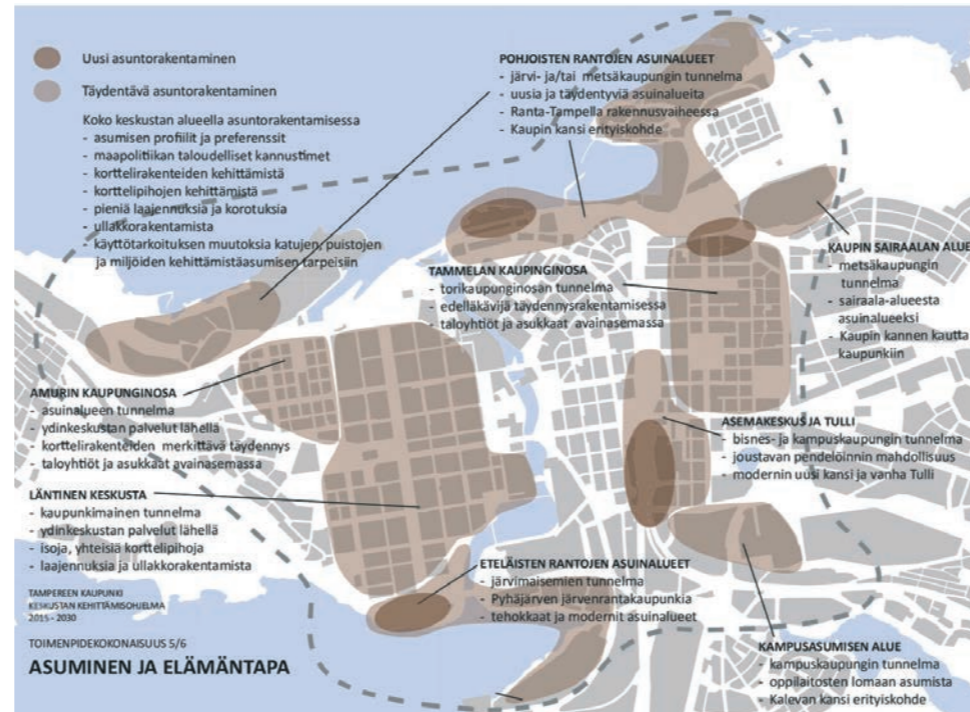 Uusi asuntorakentaminen
Täydentävä asuntorakentaminen
Koko keskustan alueella asuntorakentamisessa
- asumisen profiilit ja preferenssit
- maapolitiikan taloudelliset kannustimet
- korttelirakenteiden kehittämistä
- korttelipihojen kehittämistä
- pieniä laajennuksia ja korotuksia
- ullakkorakentamista
- käyttötarkoituksen muutoksia katujen, puistojen
ja miljöiden kehittämistäasumisen tarpeisiin
POHJOISTEN RANTOJEN ASUINALUEET
- järvi- ja/tai metsäkaupungin tunnelma
- uusia ja täydentyviä asuinalueita
- Ranta-Tampella rakennusvaiheessa
- Kaupin kansi erityiskohde
KAUPIN SAIRAALAN ALUE
- metsäkaupungin
tunnelma
- sairaala-alueesta
asuinalueeksi
- Kaupin kannen kautta
kaupunkiin
TAMMELAN KAUPINGINOSA
- torikaupunginosan tunnelma
- edelläkävijä täydennysrakentamisessa
- taloyhtiöt ja asukkaat avainasemassa
AMURIN KAUPUNGINOSA
- asuinalueen tunnelma
- ydinkeskustan palvelut lähellä
- kortteliirakenteiden merkittävä täydennys
- taloyhtiöt ja asukkaat avainasemassa
ASEMAKESKUS JA TULLI
- bisnes- ja kampuskaupungin tunnelma
- joustavan pendelöinnin mahdollisuus
- modernin uusi kansi ja vanha Tulli
LÄNTINEN KESKUSTA
- kaupunkimainen tunnelma
- ydinkeskustan palvelut lähellä
- isoja, yhteisiä korttelipihoja
- laajennuksia ja ullakkorakentamista
ETELÄISTEN RANTOJEN ASUINALUEET
- järvimaisemien tunnelma
- Pyhäjärven järvenrantakaupunkia
- tehokkaat ja modernit asuinalueet
KAMPUSASUMISEN ALUE
- kampuskaupungin tunnelma
- oppilaitosten lomaan asumista
- Kalevan kansi erityiskohde
TAMPEREEN KAUPUNKI
KESKUSTAN KEHITTÄMISOHJELMA
2015 - 2030
TOIMENPIDEKOKONAISUUS 5/6
ASUMINEN JA ELÄMÄNTAPA